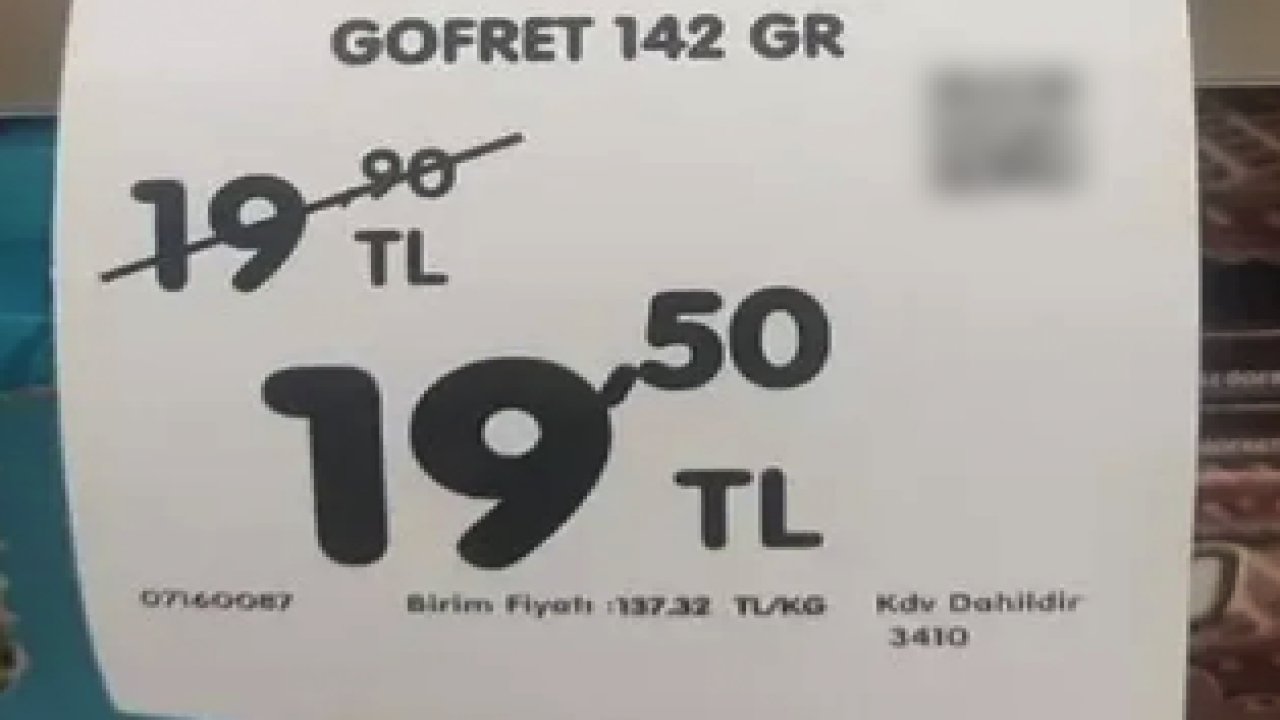 GOFRET 142 GR
19,90
TL
19,50
TL
07160087 Birim Fiyatı :137.32 TL/KG Kdv Dahildir
3410